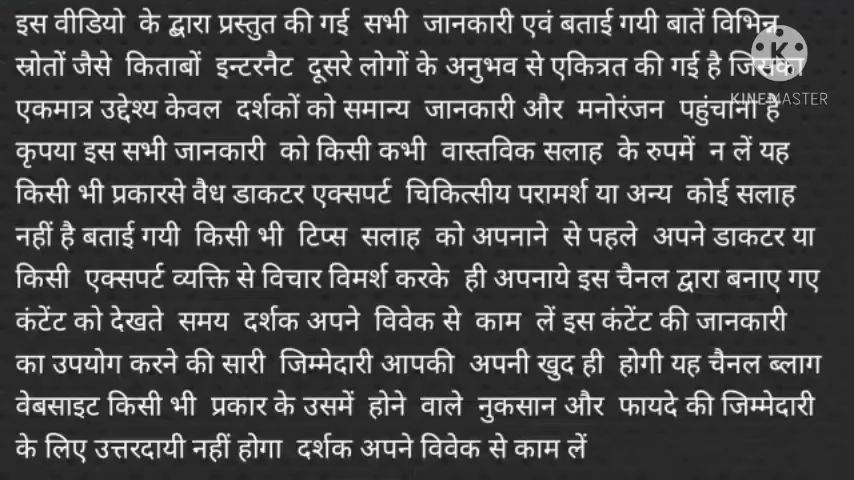 इस वीडियो के द्बारा प्रस्तुत की गई सभी जानकारी एवं बताई गयी बातें विभिन्न
स्रोतों जैसे किताबों इन्टरनैट दूसरे लोगों के अनुभव से एकित्रत की गई है जिसका
KINEMASTER
एकमात्र उद्देश्य केवल दर्शकों को समान्य जानकारी और मनोरंजन पहुंचाना है
कृपया इस सभी जानकारी को किसी कभी वास्तविक सलाह के रुपमें न लें यह
किसी भी प्रकारसे वैध डाकटर एक्सपर्ट चिकित्सीय परामर्श या अन्य कोई सलाह
नहीं है बताई गयी किसी भी टिप्स सलाह को अपनाने से पहले अपने डाकटर या
किसी एक्सपर्ट व्यक्ति से विचार विमर्श करके ही अपनाये इस चैनल द्वारा बनाए गए
कंटेंट को देखते समय दर्शक अपने विवेक से काम लें इस कंटेंट की जानकारी
का उपयोग करने की सारी जिम्मेदारी आपकी अपनी खुद ही होगी यह चैनल ब्लाग
वेबसाइट किसी भी प्रकार के उसमें होने वाले नुकसान और फायदे की जिम्मेदारी
के लिए उत्तरदायी नहीं होगा दर्शक अपने विवेक से काम लें